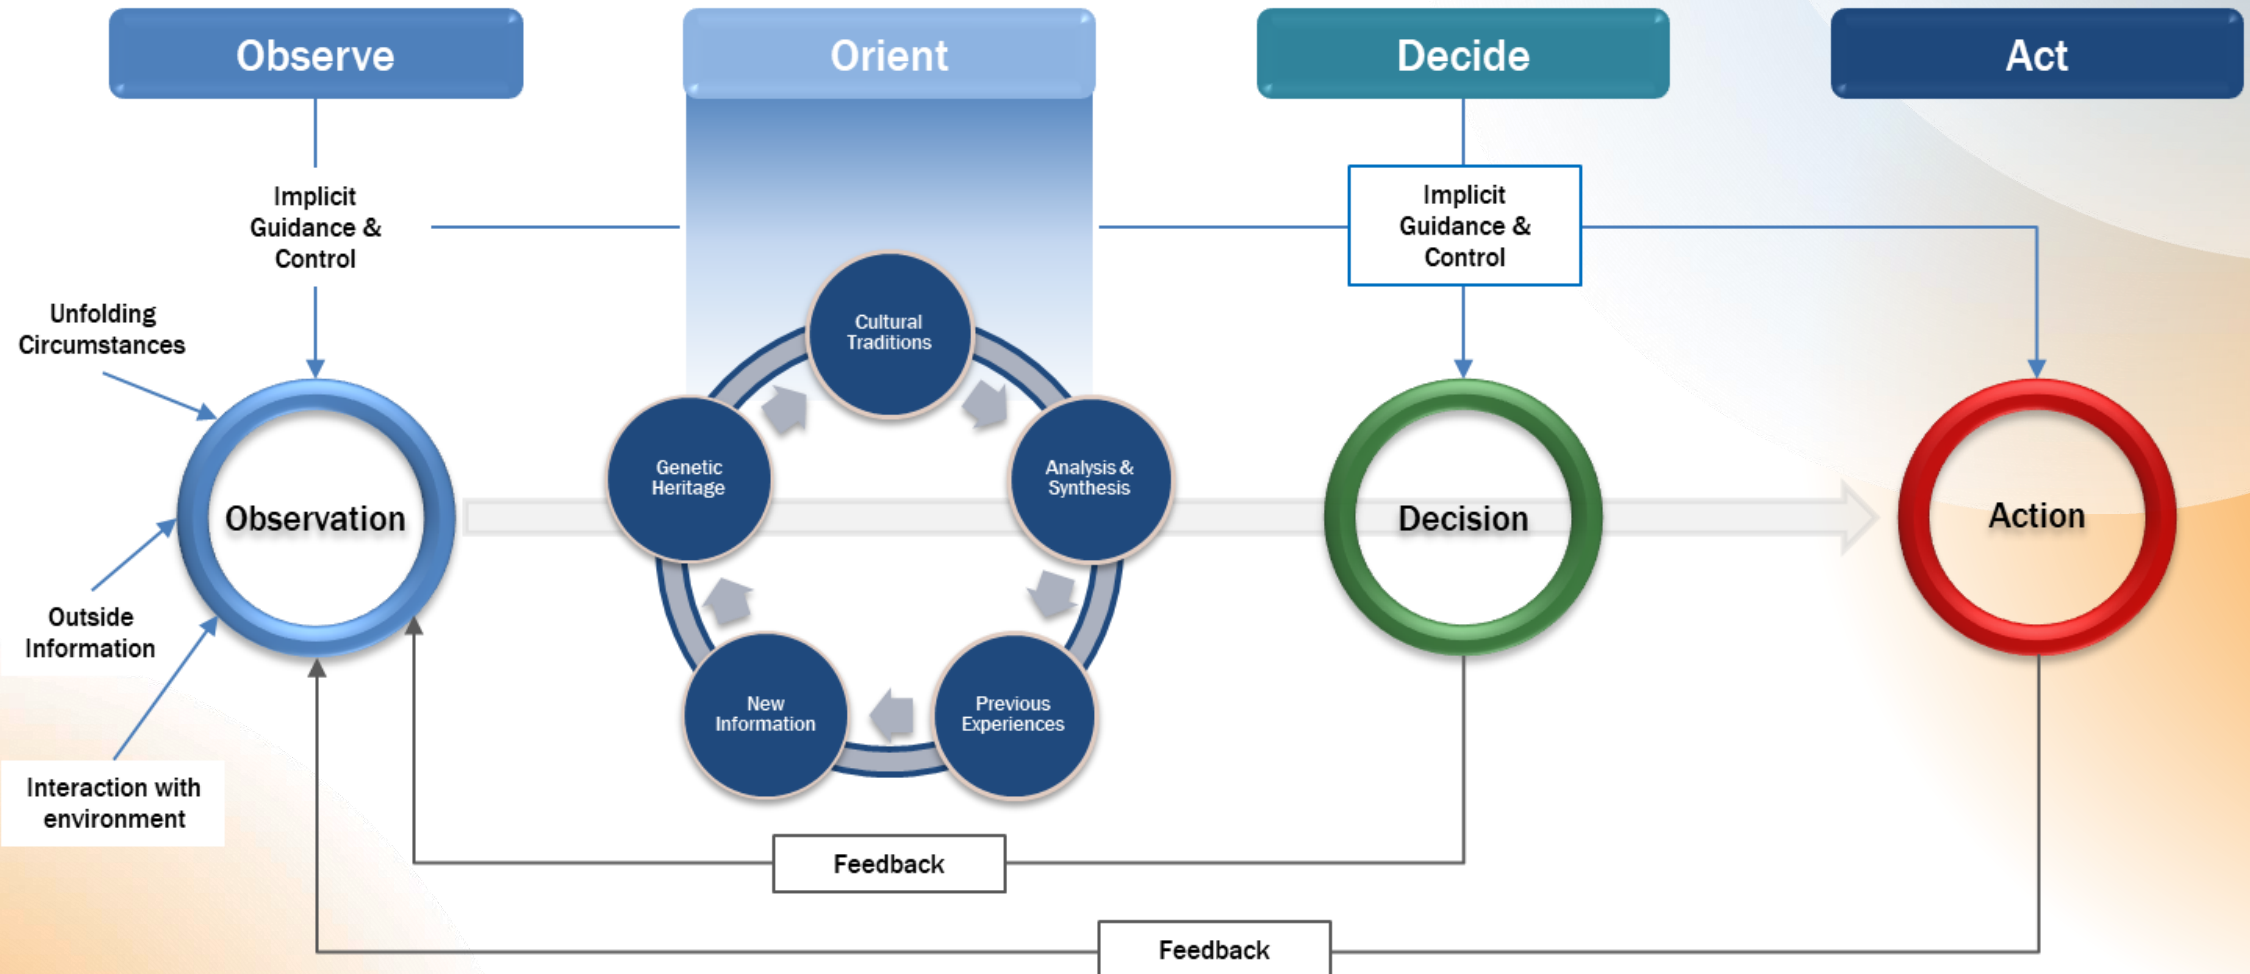 Observe
Orient
Decide
Act
Implicit
Guidance &
Control
Implicit
Guidance &
Control
Unfolding
Circumstances
Cultural
Traditions
Genetic
Heritage
Analysis &
Synthesis
Observation
Decision
Action
Outside
Information
New
Information
Previous
Experiences
Interaction with
environment
Feedback
Feedback